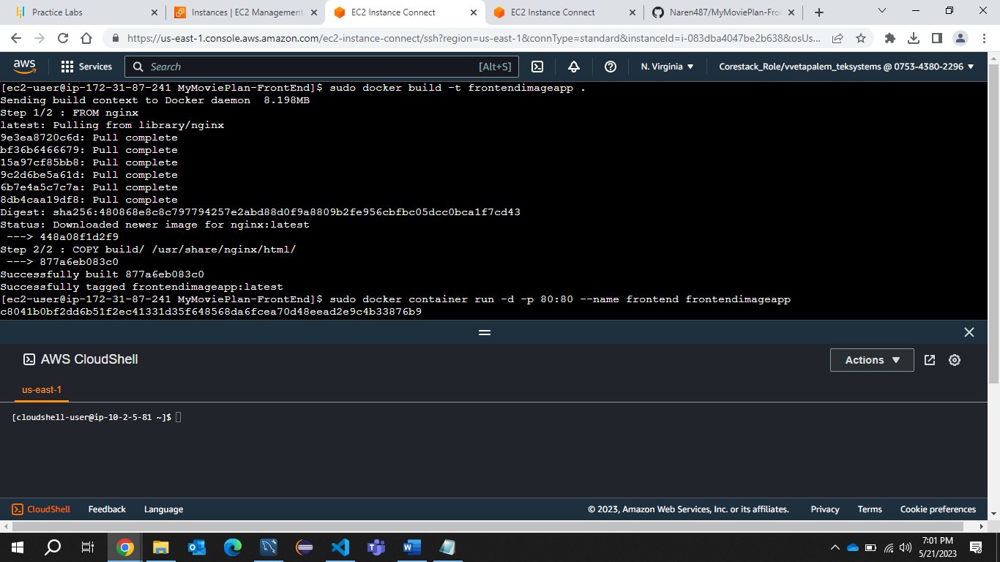 Practice Labs
Instances | EC2 Management
EC2 Instance Connect
EC2 Instance Connect
Naren487/MyMoviePlan-Fro
https://us-east-1.console.aws.amazon.com/ec2-instance-connect/ssh?region=us-east-1&connType=standard&instanceId=i-083dba4047be2b638&osUs...
aws
Services
Search
[Alt+S]
N. Virginia
Corestack_Role/vvetapalem_teksystems @ 0753-4380-2296
[ec2-user@ip-172-31-87-241 MyMoviePlan-FrontEnd]$ sudo docker build -t frontendimageapp .
Sending build context to Docker daemon  8.198MB
Step 1/2 : FROM nginx
latest: Pulling from library/nginx
9e3ea8720c6d: Pull complete
bf36b6466679: Pull complete
15a97cf85bb8: Pull complete
9c2d6be5a61d: Pull complete
6b7e4a5c7c7a: Pull complete
8db4caa19df8: Pull complete
Digest: sha256:480868e8c8c797794257e2abd88d0f9a8809b2fe956cbfbc05dcc0bca1f7cd43
Status: Downloaded newer image for nginx:latest
 ---> 448a08f1d2f9
Step 2/2 : COPY build/ /usr/share/nginx/html/
 ---> 877a6eb083c0
Successfully built 877a6eb083c0
Successfully tagged frontendimageapp:latest
[ec2-user@ip-172-31-87-241 MyMoviePlan-FrontEnd]$ sudo docker container run -d -p 80:80 --name frontend frontendimageapp
c8041b0bf2dd6b51f2ec41331d35f648568da6fcea70d48eead2e9c4b33876b9
AWS CloudShell
Actions
us-east-1
[cloudshell-user@ip-10-2-5-81 ~]$
CloudShell
Feedback
Language
© 2023, Amazon Web Services, Inc. or its affiliates.
Privacy
Terms
Cookie preferences
7:01 PM
5/21/2023